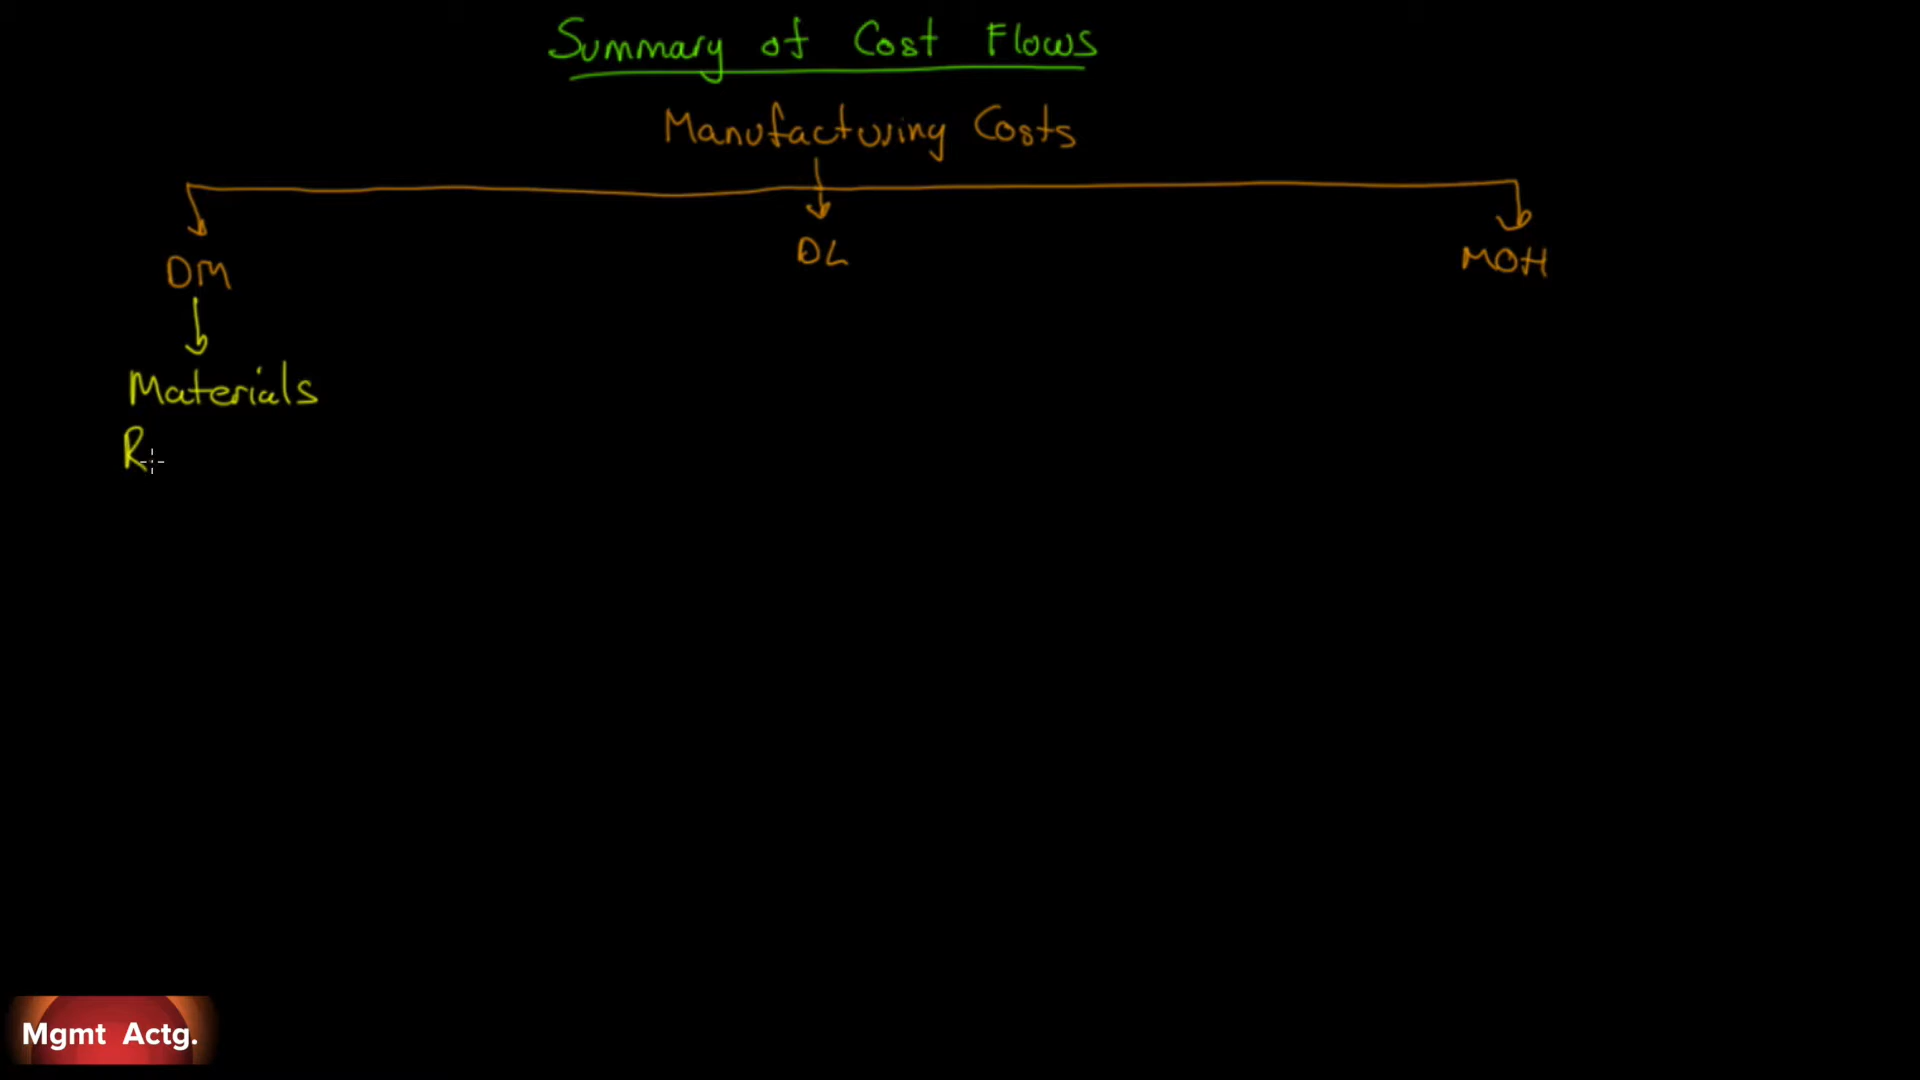 Summary of Cost Flows
Manufacturing Costs
DM
DL
MOH
Materials
R
Mgmt Actg.